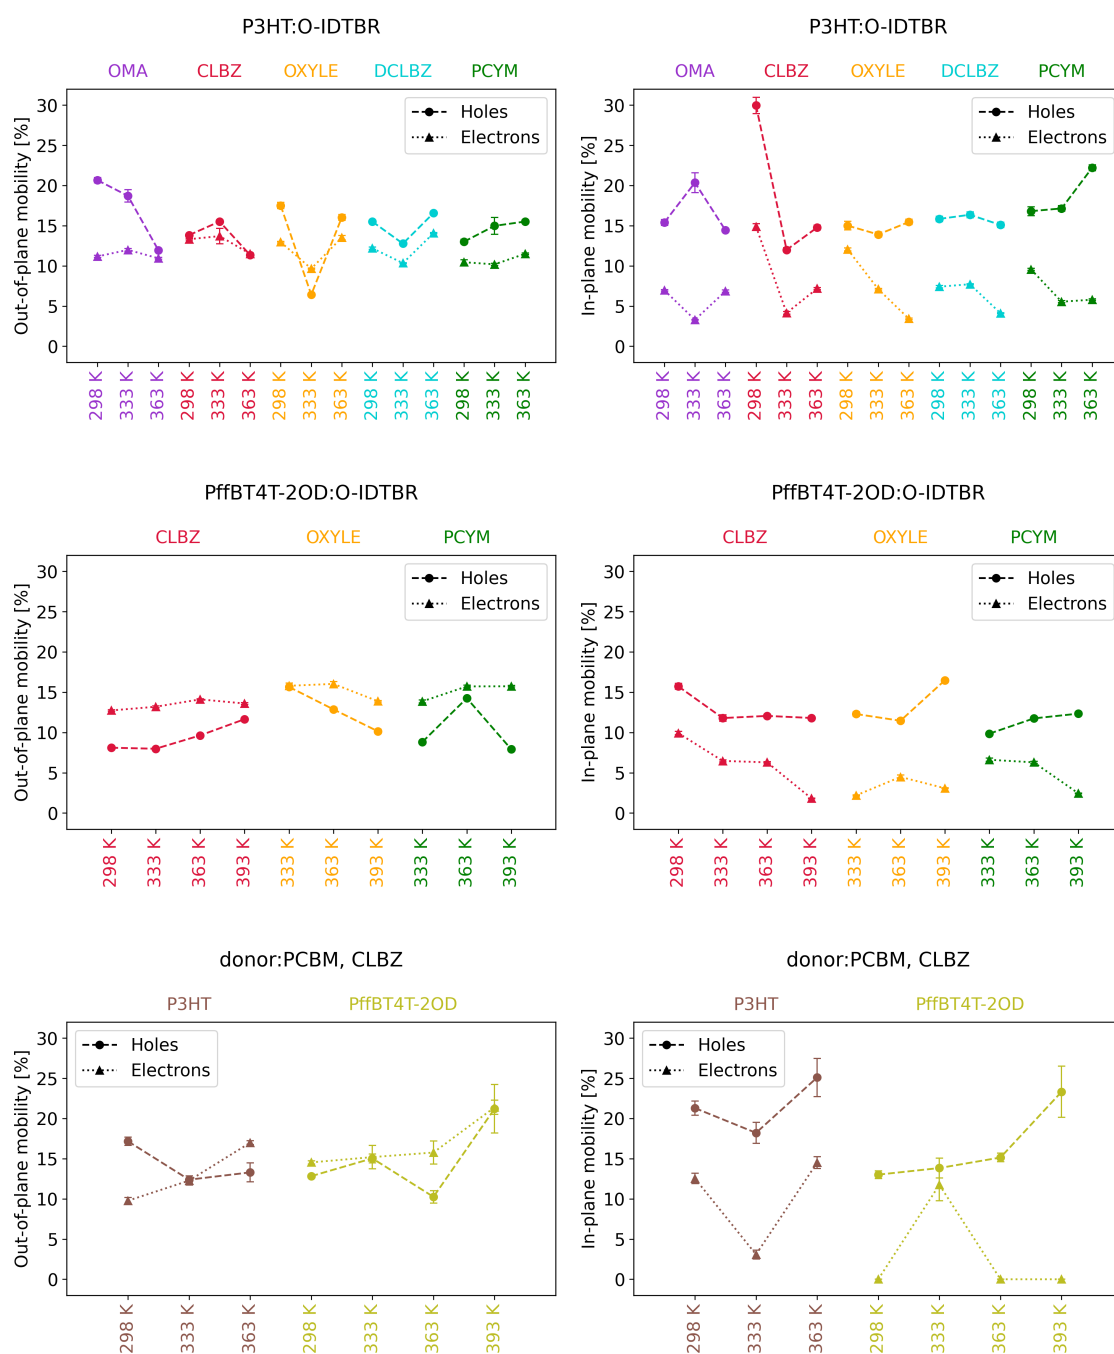 P3HT:O-IDTBR
OMA CLBZ OXYLE DCLBZ PCYM
Out-of-plane mobility [%]
30
25
20
15
10
5
0
Holes
Electrons
298 K 333 K 363 K 298 K 333 K 363 K 298 K 333 K 363 K 298 K 333 K 363 K 298 K 333 K 363 K
P3HT:O-IDTBR
OMA CLBZ OXYLE DCLBZ PCYM
In-plane mobility [%]
30
25
20
15
10
5
0
Holes
Electrons
298 K 333 K 363 K 298 K 333 K 363 K 298 K 333 K 363 K 298 K 333 K 363 K 298 K 333 K 363 K
PffBT4T-2OD:O-IDTBR
CLBZ OXYLE PCYM
Out-of-plane mobility [%]
30
25
20
15
10
5
0
Holes
Electrons
298 K 333 K 363 K 393 K 333 K 363 K 393 K 333 K 363 K 393 K
PffBT4T-2OD:O-IDTBR
CLBZ OXYLE PCYM
In-plane mobility [%]
30
25
20
15
10
5
0
Holes
Electrons
298 K 333 K 363 K 393 K 333 K 363 K 393 K 333 K 363 K 393 K
donor:PCBM, CLBZ
P3HT PffBT4T-2OD
Out-of-plane mobility [%]
30
25
20
15
10
5
0
Holes
Electrons
298 K 333 K 363 K 298 K 333 K 363 K 393 K
donor:PCBM, CLBZ
P3HT PffBT4T-2OD
In-plane mobility [%]
30
25
20
15
10
5
0
Holes
Electrons
298 K 333 K 363 K 298 K 333 K 363 K 393 K